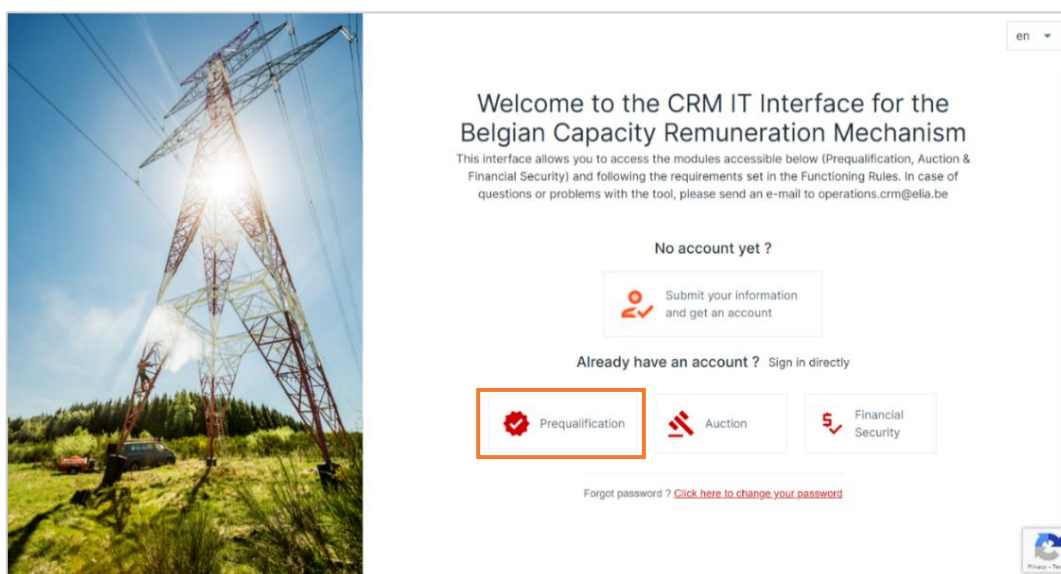 en
Welcome to the CRM IT Interface for the
Belgian Capacity Remuneration Mechanism
This interface allows you to access the modules accessible below (Prequalification, Auction &
Financial Security) and following the requirements set in the Functioning Rules. In case of
questions or problems with the tool, please send an e-mail to operations.crm@elia.be
No account yet ?
Submit your information
and get an account
Already have an account ? Sign in directly
Prequalification
Auction
Financial
Security
Forgot password ? Click here to change your password
Privacy -